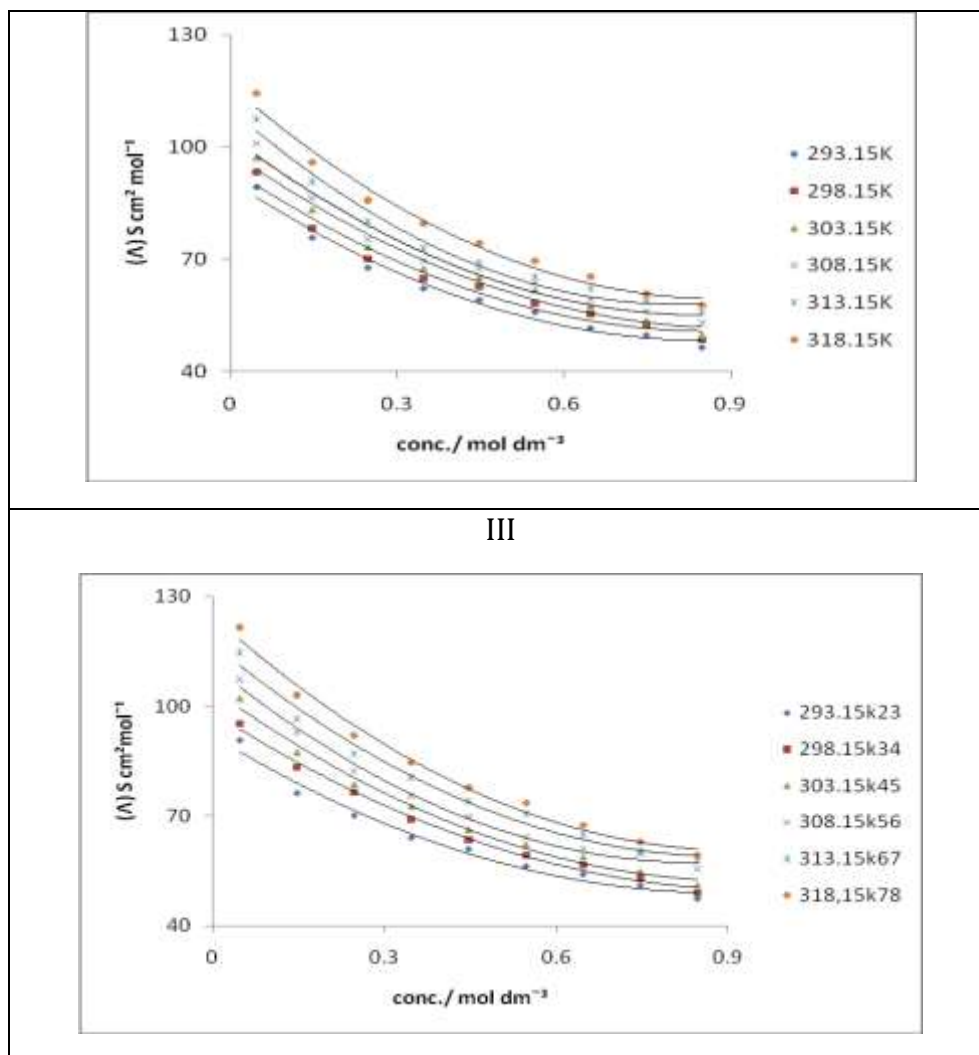 130
100
70
40
0
0.3
0.6
0.9
(Λ) S cm² mol⁻¹
conc./ mol dm⁻³
293.15K
298.15K
303.15K
308.15K
313.15K
318.15K
III
130
100
70
40
0
0.3
0.6
0.9
(Λ) S cm²mol⁻¹
conc./ mol dm⁻³
293.15k23
298.15k34
303.15k45
308.15k56
313.15k67
318,15k78